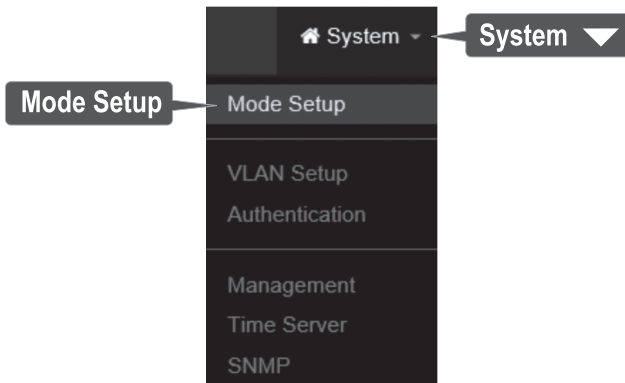 System
System
Mode Setup
Mode Setup
VLAN Setup
Authentication
Management
Time Server
SNMP